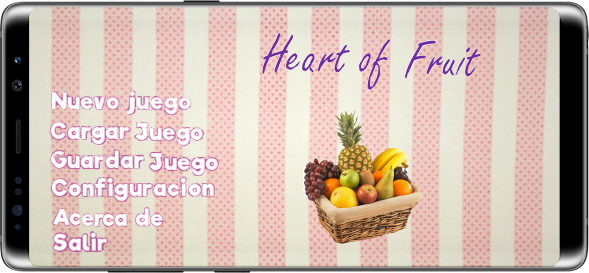 Heart of Fruit
Nuevo juego
Cargar Juego
Guardar Juego
Configuracion
Acerca de
Salir